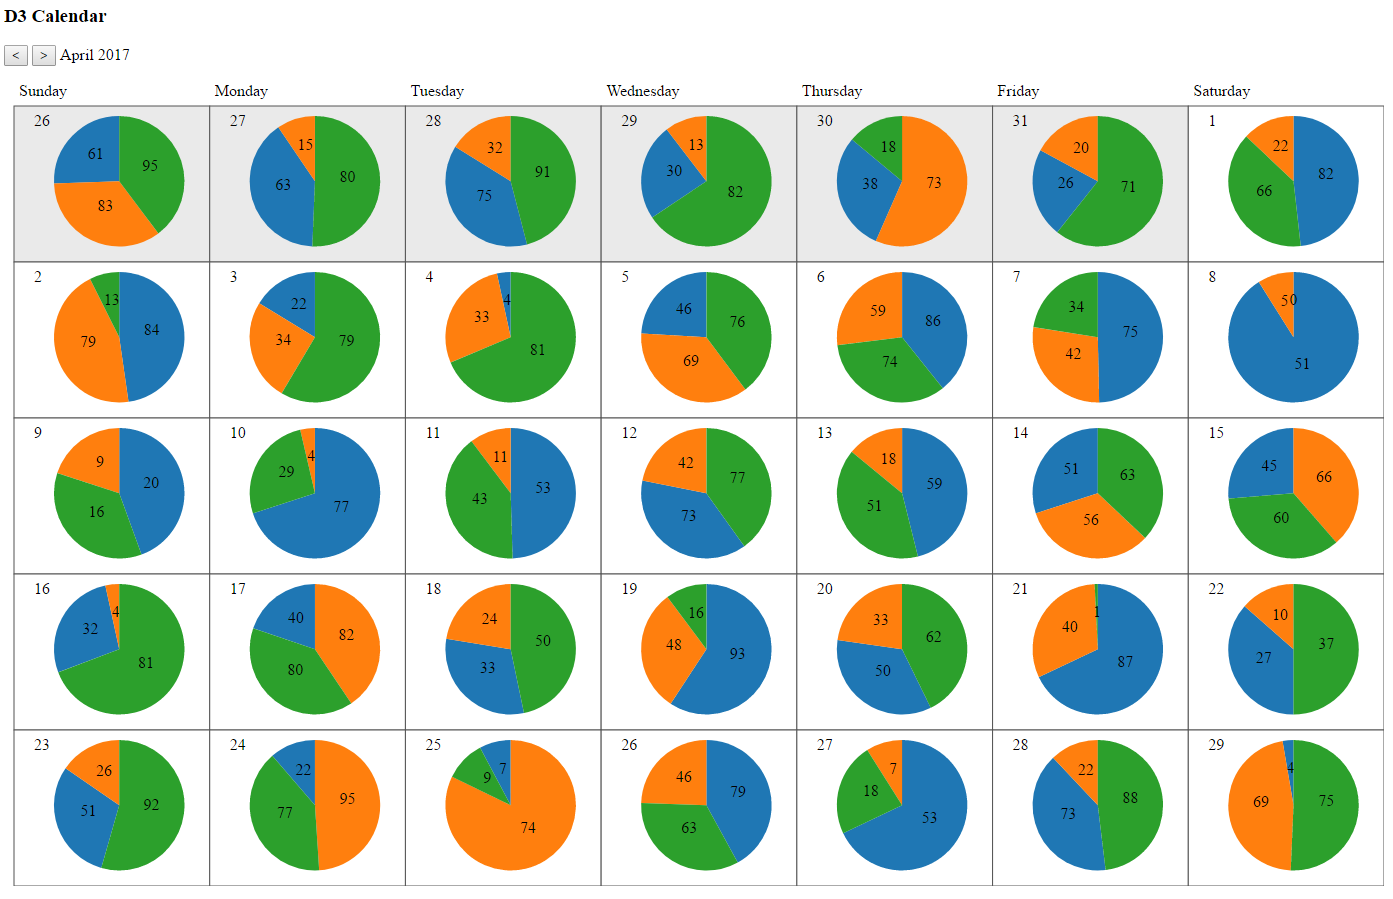 D3 Calendar
< > April 2017
Sunday Monday Tuesday Wednesday Thursday Friday Saturday
26 61 95 83
27 15 80 63
28 32 91 75
29 13 30 82
30 18 38 73
31 20 26 71
1 22 82 66
2 13 84 79
3 22 34 79
4 4 33 81
5 46 76 69
6 59 86 74
7 34 75 42
8 50 51
9 9 20 16
10 4 29 77
11 11 53 43
12 42 77 73
13 18 59 51
14 51 63 56
15 45 66 60
16 4 32 81
17 40 82 80
18 24 50 33
19 16 48 93
20 33 62 50
21 1 40 87
22 10 37 27
23 26 92 51
24 22 95 77
25 7 9 74
26 46 79 63
27 7 18 53
28 22 88 73
29 4 69 75